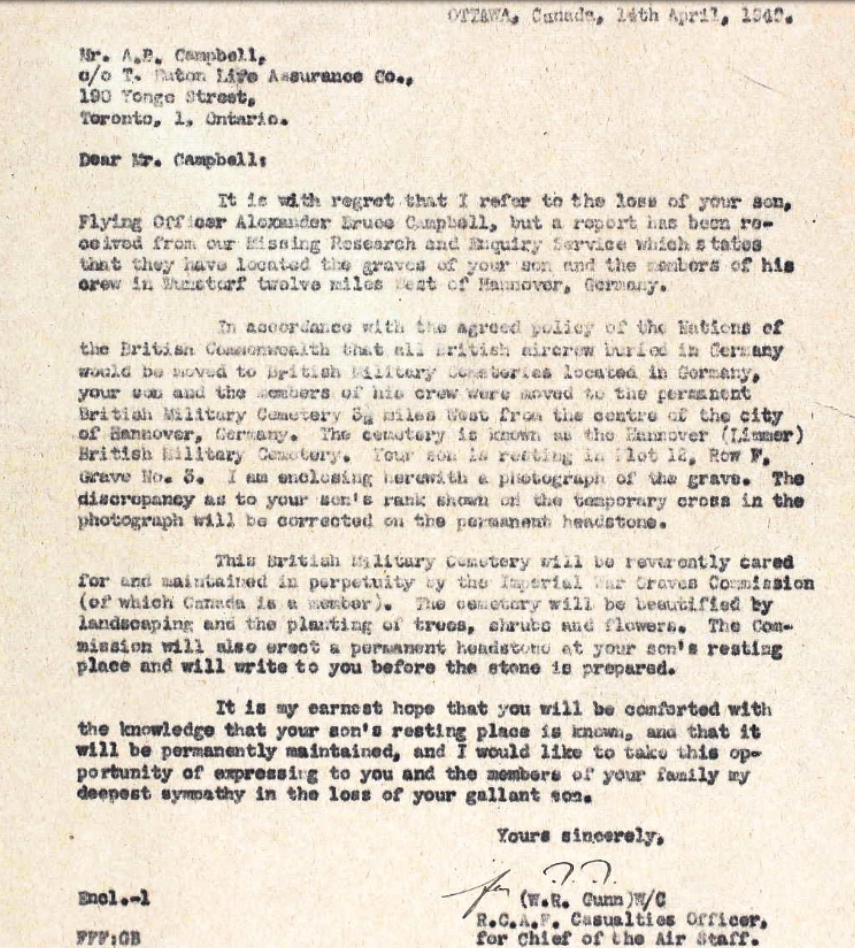 OTTAWA, Canada, 14th April, 194
Mr. A.B. Campbell,
c/o T. Eaton Life Assurance Co.,
190 Yonge Street,
Toronto, 1, Ontario.
Dear Mr. Campbell:
It is with regret that I refer to the loss of your son,
Flying Officer Alexander Bruce Campbell, but a report has been re-
ceived from our Missing Research and Enquiry Service which states
that they have located the graves of your son and the members of his
crew in Wunstorf twelve miles West of Hannover, Germany.
In accordance with the agreed policy of the Nations of
the British Commonwealth that all British aircrew buried in Germany
would be moved to British Military Cemeteries located in Germany,
your son and the members of his crew were moved to the permanent
British Military Cemetery miles West from the centre of the city
of Hannover, Germany. The cemetery is known as the Hannover (Limmer)
British Military Cemetery. Your son is resting in Plot 12, Row F,
Grave No. 3. I am enclosing herewith a photograph of the grave. The
discrepancy as to your son's rank shown on the temporary cross in the
photograph will be corrected on the permanent headstone.
This British Military Cemetery will be reverently cared
for and maintained in perpetuity by the Imperial War Graves Commission
(of which Canada is a member). The cemetery will be beautified by
landscaping and the planting of trees, shrubs and flowers. The Com-
mission will also erect a permanent headstone at your son's resting
place and will write to you before the stone is prepared.
It is my earnest hope that you will be comforted with
the knowledge that your son's resting place is known, and that it
will be permanently maintained, and I would like to take this op-
portunity of expressing to you and the members of your family my
deepest sympathy in the loss of your gallant son.
Yours sincerely,
for
Encl.-1 (W.R. Gunn)W/C
R.C.A.F. Casualties Officer,
FFF:GB for Chief of the Air Staff.